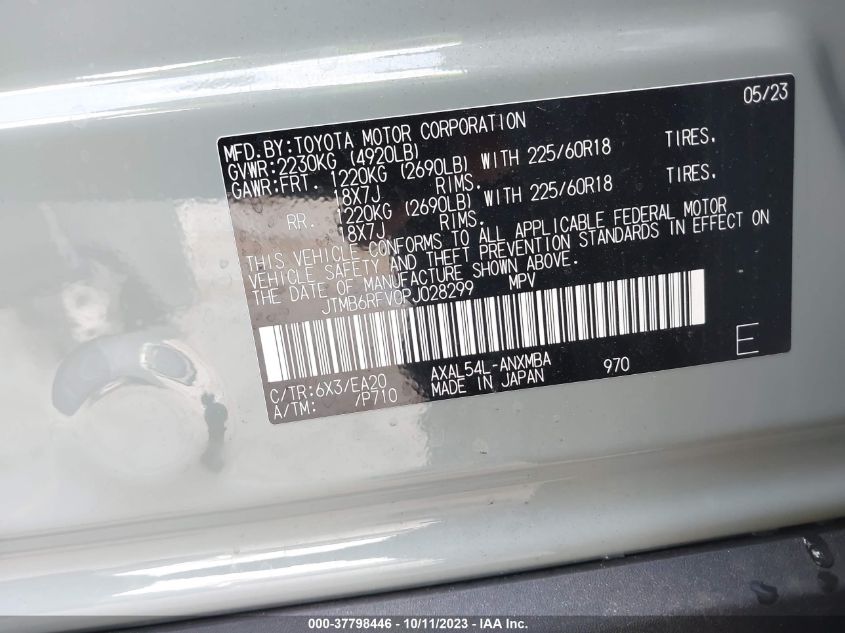 05/23
MFD.BY:TOYOTA MOTOR CORPORATION
GVWR:2230KG (4920LB)
GAWR:FRT. 1220KG (2690LB) WITH 225/60R18 TIRES.
18X7J RIMS.
RR. 1220KG (2690LB) WITH 225/60R18 TIRES.
18X7J RIMS.
THIS VEHICLE CONFORMS TO ALL APPLICABLE FEDERAL MOTOR
VEHICLE SAFETY AND THEFT PREVENTION STANDARDS IN EFFECT ON
THE DATE OF MANUFACTURE SHOWN ABOVE.
JTMB6RFV0PJ028299 MPV
C/TR:6X3/EA20 AXAL54L-ANXMBA 970 E
A/TM: /P710 MADE IN JAPAN
000-37798446 - 10/11/2023 - IAA Inc.